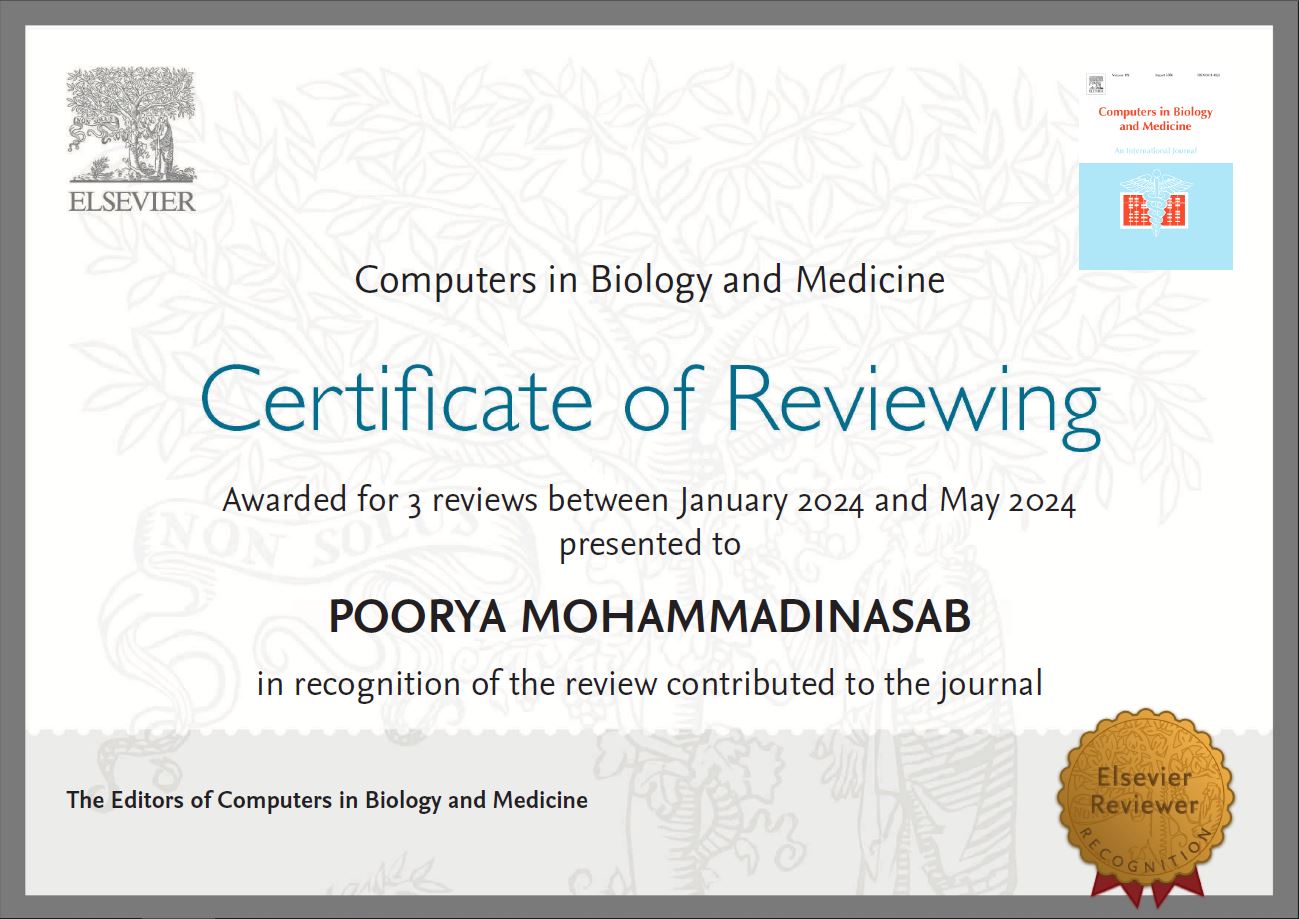 ELSEVIER
Computers in Biology
and Medicine
An International Journal
Computers in Biology and Medicine
Certificate of Reviewing
Awarded for 3 reviews between January 2024 and May 2024
presented to
POORYA MOHAMMADINASAB
in recognition of the review contributed to the journal
NON SOLUS
The Editors of Computers in Biology and Medicine
Elsevier
Reviewer
RECOGNITION